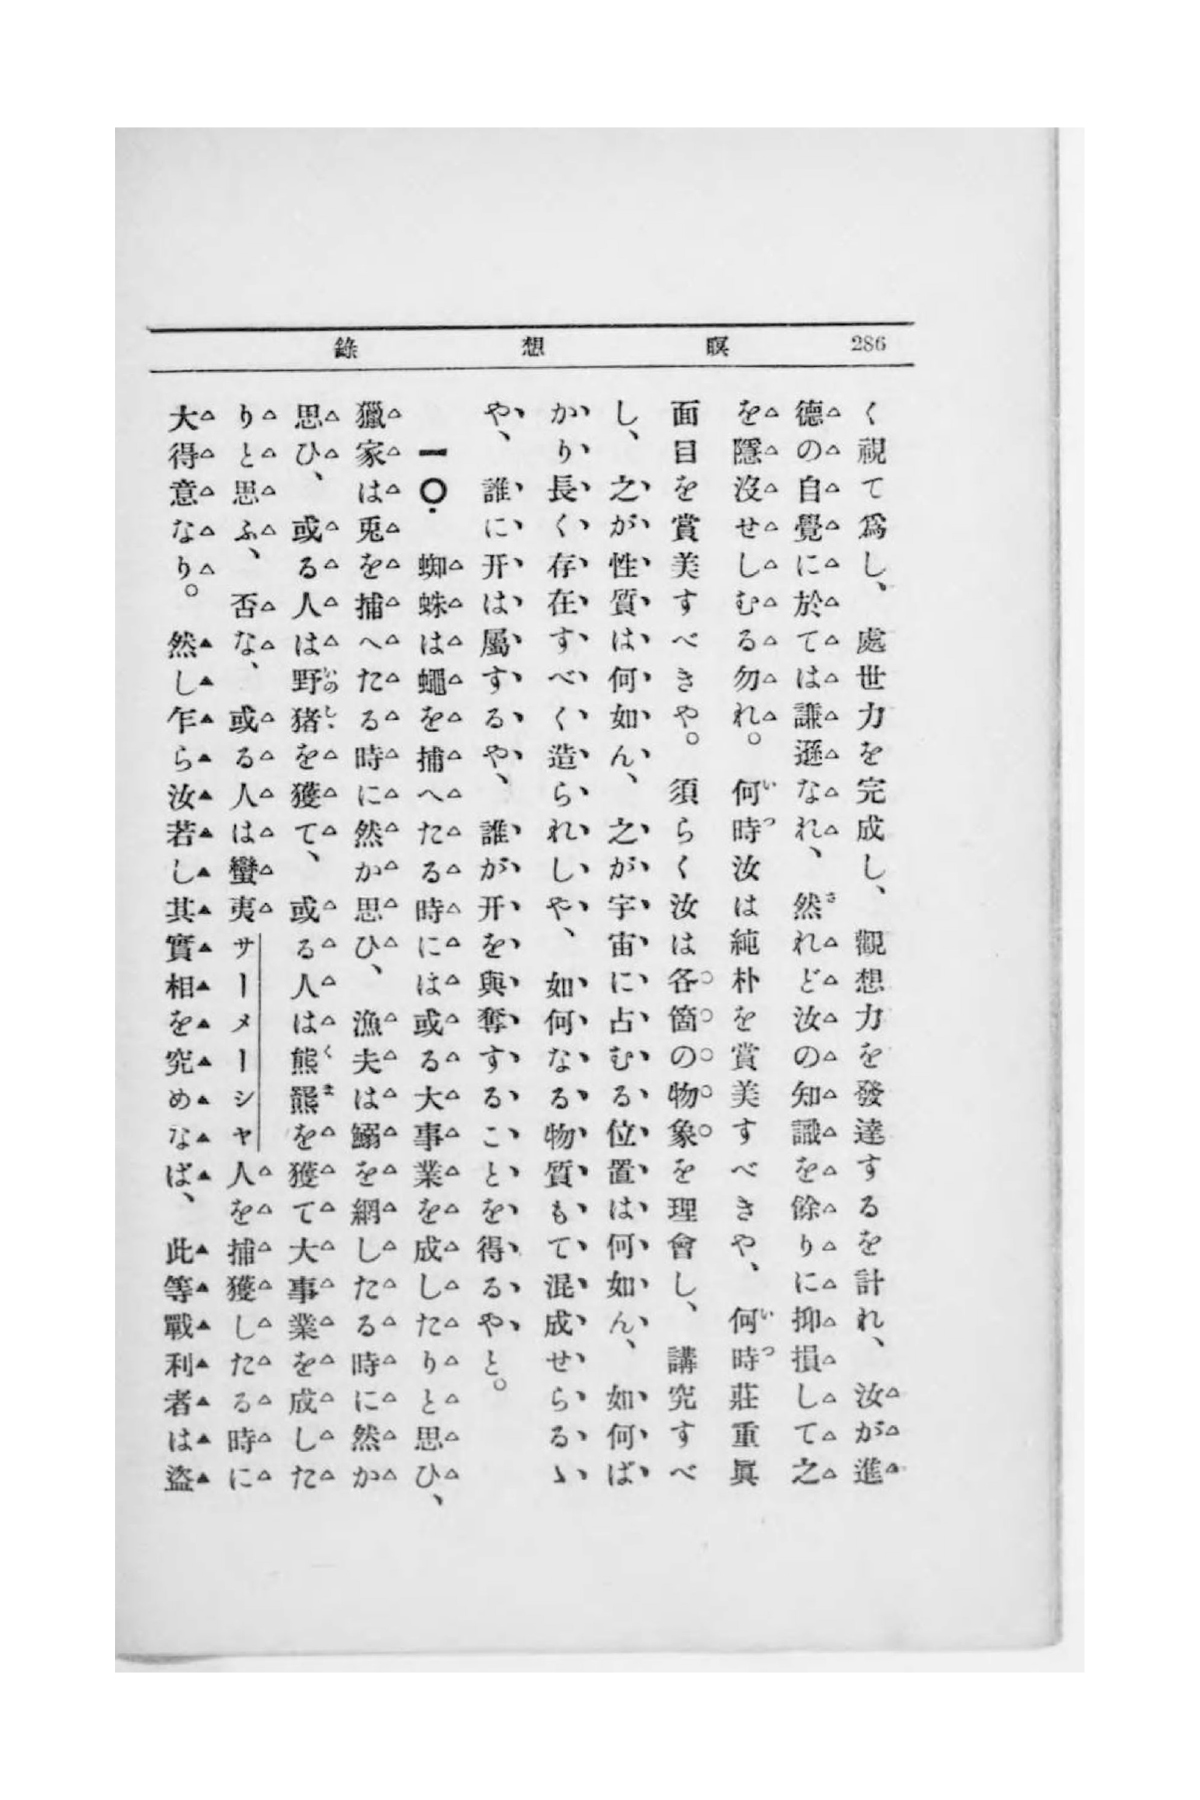 286 瞑想錄
く視て爲し、處世力を完成し、觀想力を發達するを計れ、汝が進
德の自覺に於ては謙遜なれ、然れど汝の知識を餘りに抑損して之
を隱沒せしむる勿れ。何時汝は純朴を賞美すべきや、何時莊重眞
面目を賞美すべきや。須らく汝は各箇の物象を理會し、講究すべ
し、之が性質は何如ん、之が宇宙に占むる位置は何如ん、如何ば
かり長く存在すべく造られしや、如何なる物質もて混成せらるゝ
や、誰に开は屬するや、誰が开を與奪することを得るやと。
一〇. 蜘蛛は蠅を捕へたる時には或る大事業を成したりと思ひ、
獵家は兎を捕へたる時に然か思ひ、漁夫は鰯を網したる時に然か
思ひ、或る人は野猪を獲て、或る人は熊羆を獲て大事業を成した
りと思ふ、否な、或る人は蠻夷サーメーシヤ人を捕獲したる時に
大得意なり。然し乍ら汝若し其實相を究めなば、此等戰利者は盜